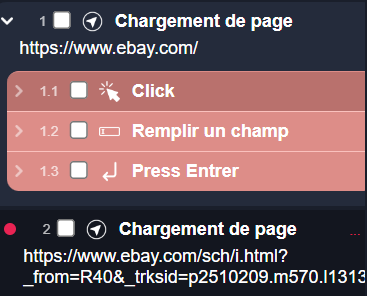 1 Chargement de page
https://www.ebay.com/
1.1 Click
1.2 Remplir un champ
1.3 Press Entrer
2 Chargement de page ...
https://www.ebay.com/sch/i.html?
_from=R40&_trksid=p2510209.m570.l1313